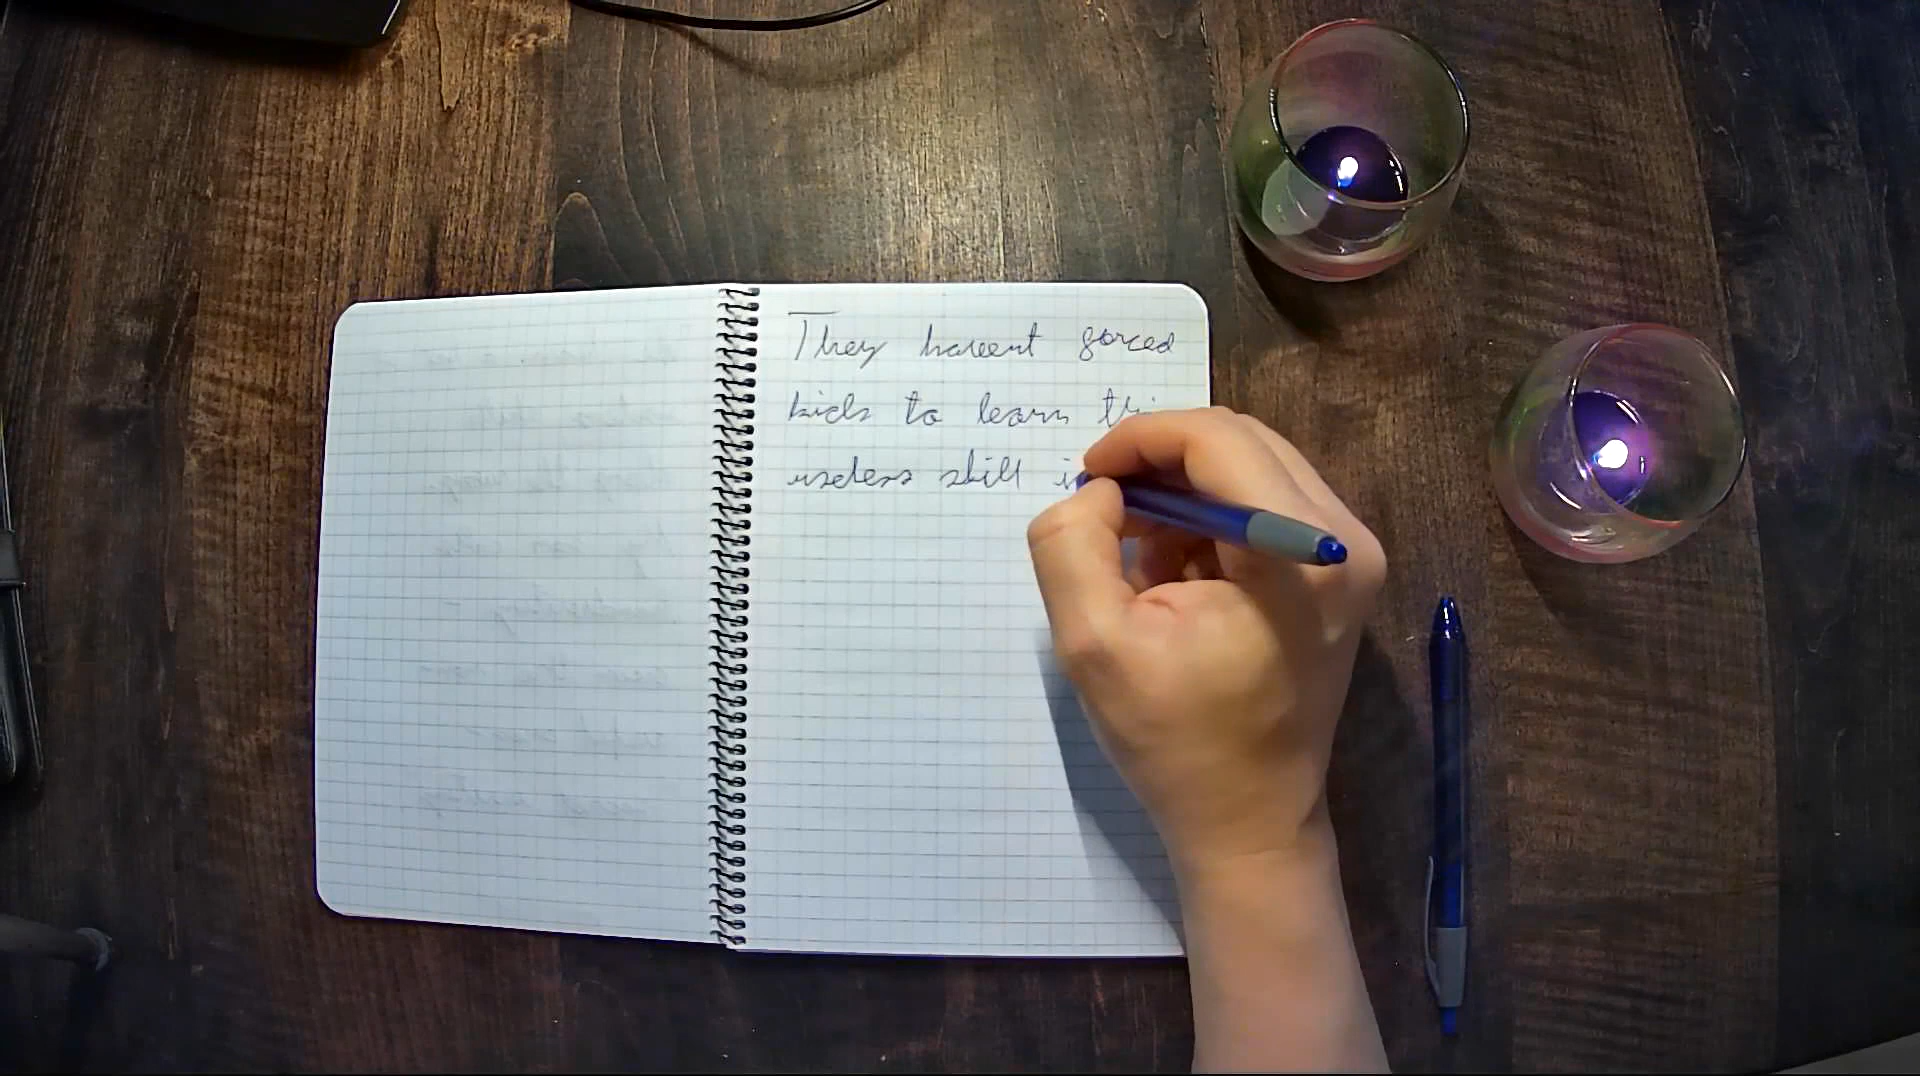 They havent forced
kids to learn
useless skill